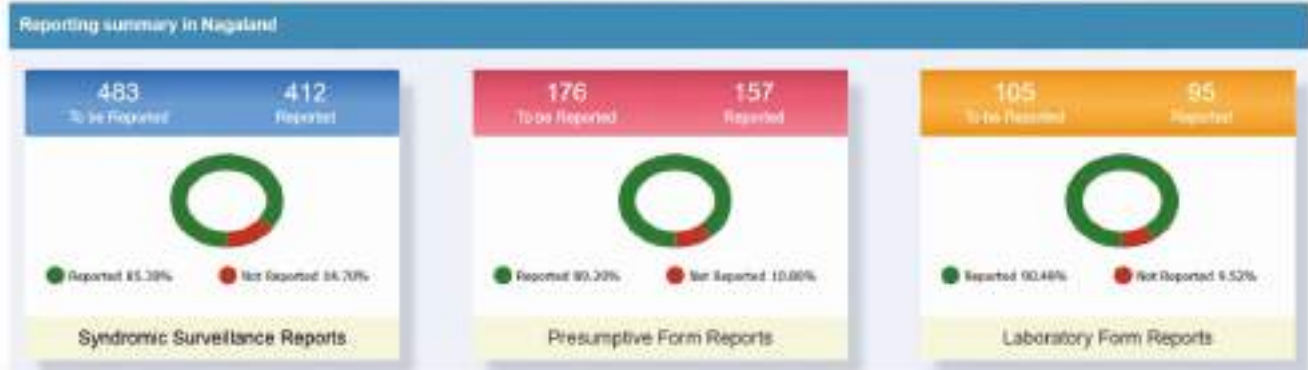 Reporting summary in Nagaland
483 412
To be Reported Reported
176 157
To be Reported Reported
105 95
To be Reported Reported
Reported 85.30% Not Reported 14.70%
Reported 89.20% Not Reported 10.80%
Reported 90.48% Not Reported 9.52%
Syndromic Surveillance Reports
Presumptive Form Reports
Laboratory Form Reports